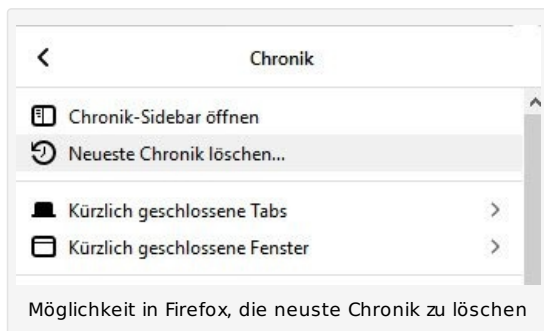 Chronik
Chronik-Sidebar öffnen
Neueste Chronik löschen...
Kürzlich geschlossene Tabs
Kürzlich geschlossene Fenster
Möglichkeit in Firefox, die neuste Chronik zu löschen